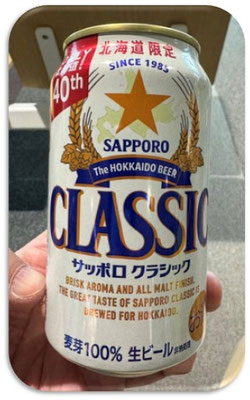 北海道限定
SINCE 1985
40th
SAPPORO
The HOKKAIDO BEER
CLASSIC
サッポロ クラシック
BRISK AROMA AND ALL MALT FINISH.
THE GREAT TASTE OF SAPPORO CLASSIC IS
BREWED FOR HOKKAIDO.
麦芽100% 生ビール